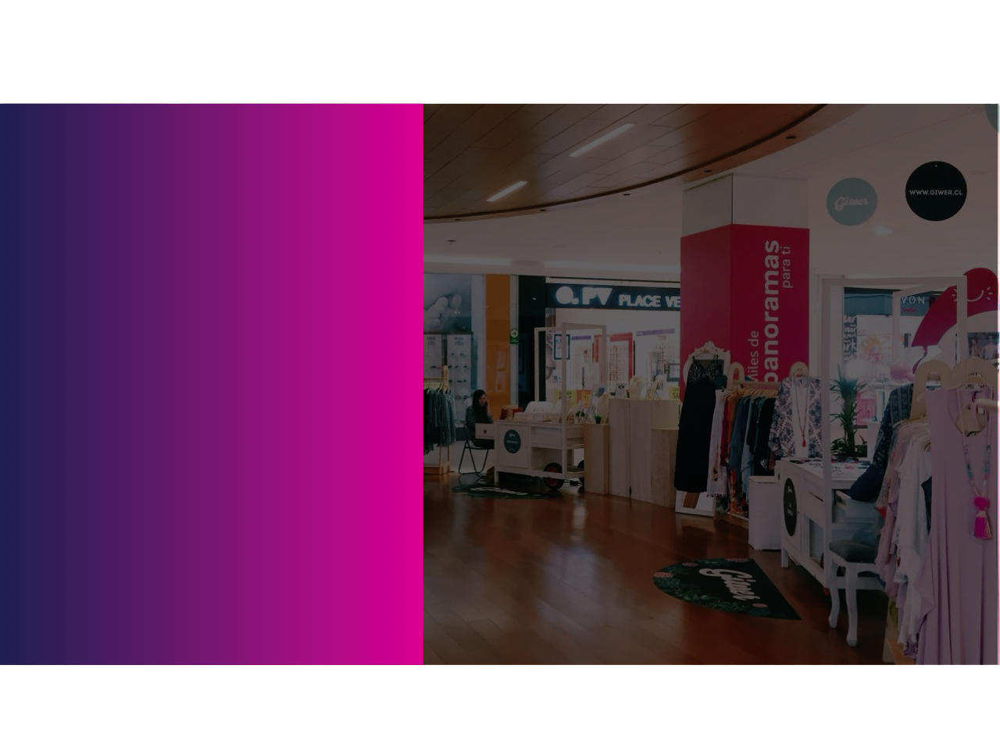 WWW.GIWER.CL
Giwer
Miles de
panoramas
para ti
PV PLACE VE
VON
Giwer